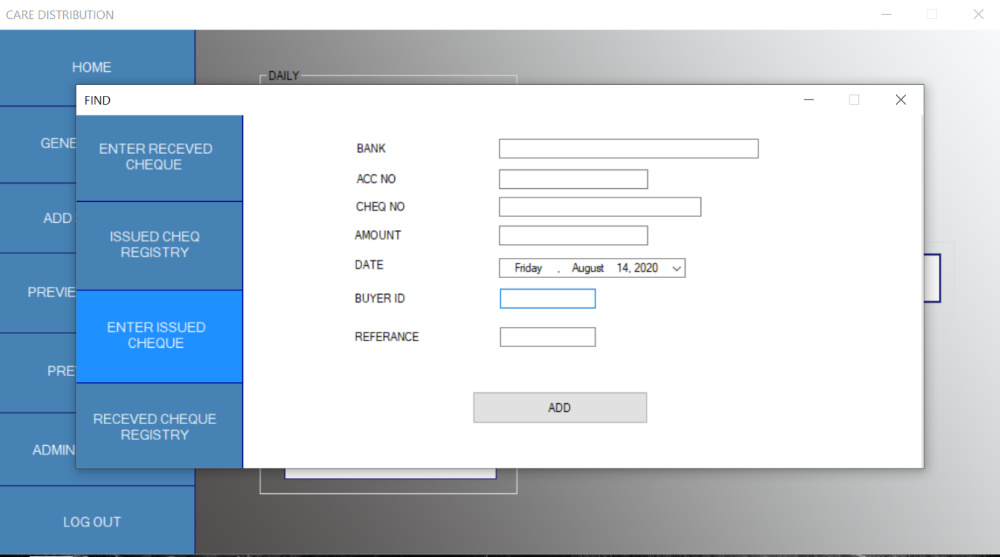 CARE DISTRIBUTION
HOME
DAILY
FIND
GENE
ENTER RECEVED
CHEQUE
ADD
ISSUED CHEQ
REGISTRY
PREVIE
ENTER ISSUED
CHEQUE
PRE
RECEVED CHEQUE
REGISTRY
ADMIN
LOG OUT
BANK
ACC NO
CHEQ NO
AMOUNT
DATE Friday , August 14, 2020
BUYER ID
REFERANCE
ADD